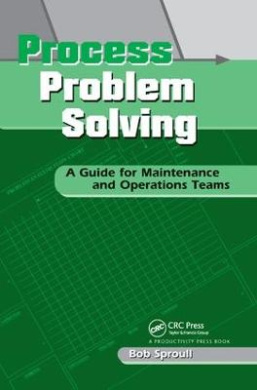 Process
Problem
Solving
A Guide for Maintenance
and Operations Teams
CRC Press
Taylor & Francis Group
A PRODUCTIVITY PRESS BOOK
Bob Sproull